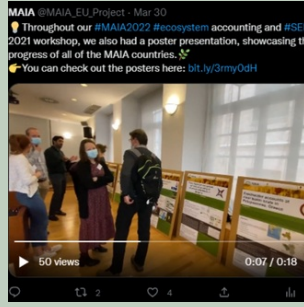 MAIA @MAIA_EU_Project · Mar 30
Throughout our #MAIA2022 #ecosystem accounting and #SE
2021 workshop, we also had a poster presentation, showcasing th
progress of all of the MAIA countries.
You can check out the posters here: bit.ly/3rmy0dH
50 views
0:07 / 0:18
2
4